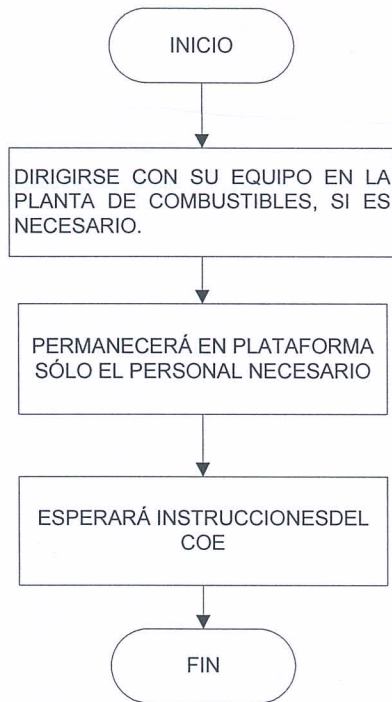 INICIO
DIRIGIRSE CON SU EQUIPO EN LA
PLANTA DE COMBUSTIBLES, SI ES
NECESARIO.
PERMANECERÁ EN PLATAFORMA
SÓLO EL PERSONAL NECESARIO
ESPERARÁ INSTRUCCIONESDEL
COE
FIN